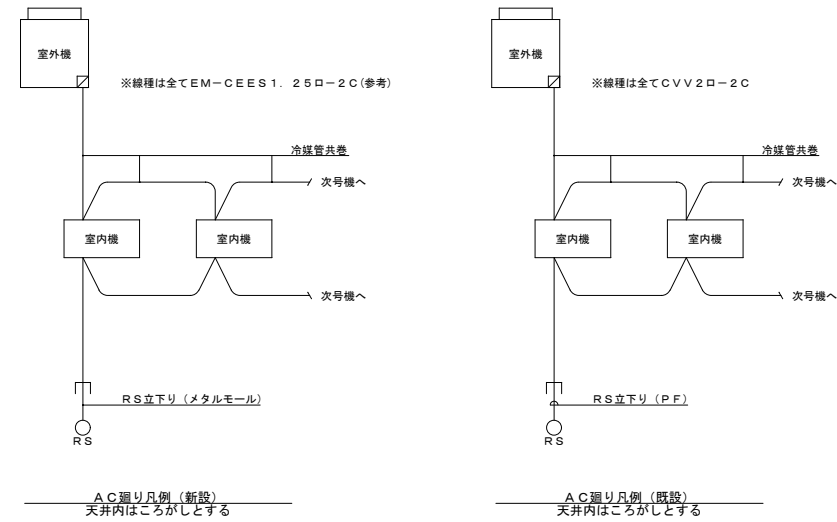 室外機
※線種は全てEM－CEES1．25ロ－2C(参考)
冷媒管共巻
次号機へ
室内機
室内機
次号機へ
RS立下り（メタルモール）
RS
AC廻り凡例（新設）
天井内はころがしとする
室外機
※線種は全てCVV2ロ－2C
冷媒管共巻
次号機へ
室内機
室内機
次号機へ
RS立下り（PF）
RS
AC廻り凡例（既設）
天井内はころがしとする